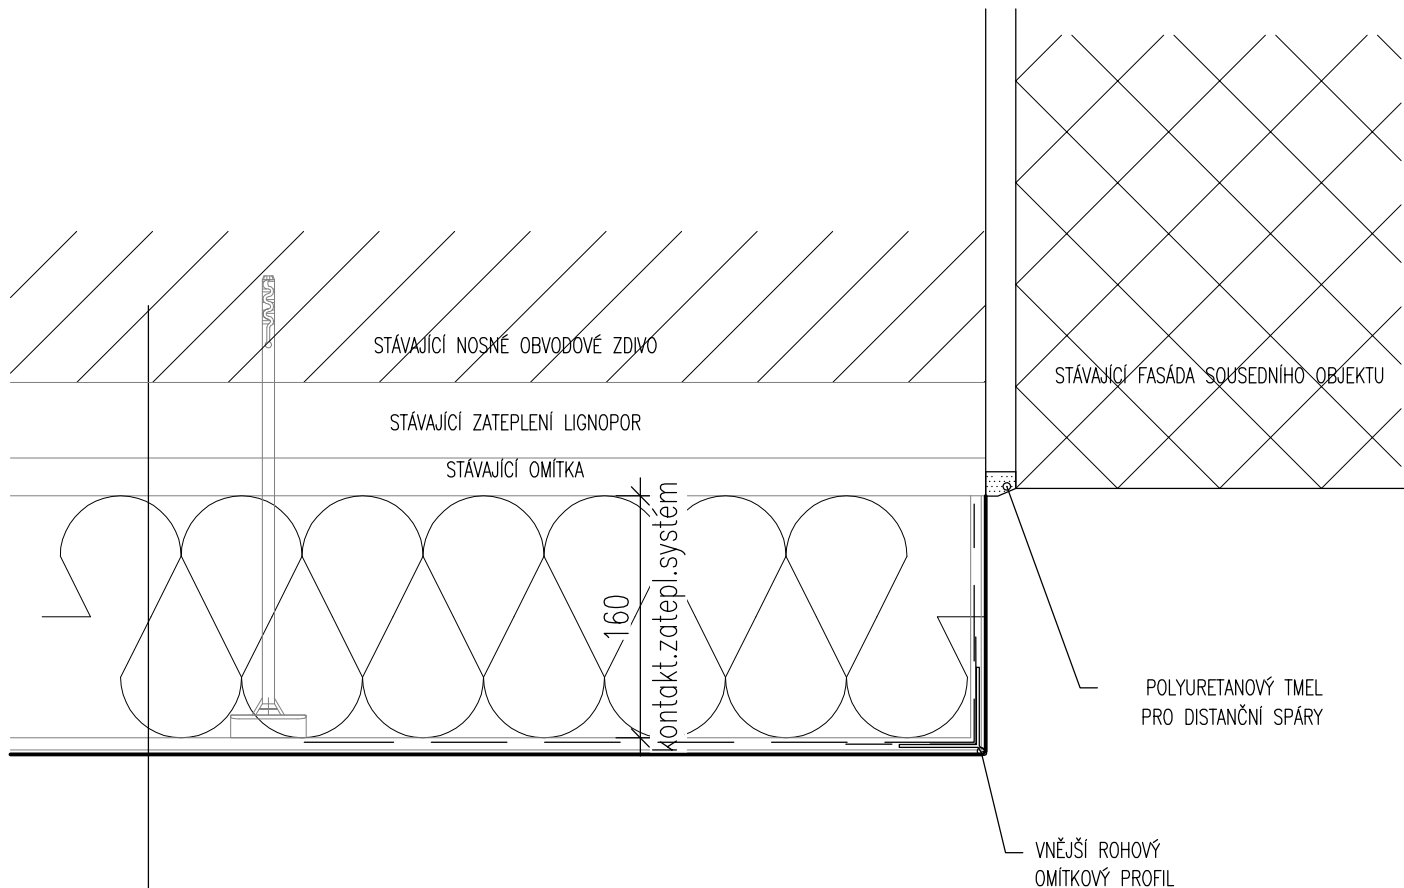 STÁVAJÍCÍ NOSNÉ OBVODOVÉ ZDIVO
STÁVAJÍCÍ FASÁDA SOUSEDNÍHO OBJEKTU
STÁVAJÍCÍ ZATEPLENÍ LIGNOPOR
STÁVAJÍCÍ OMÍTKA
160
kontakt.zatepl.systém
POLYURETANOVÝ TMEL
PRO DISTANČNÍ SPÁRY
VNĚJŠÍ ROHOVÝ
OMÍTKOVÝ PROFIL